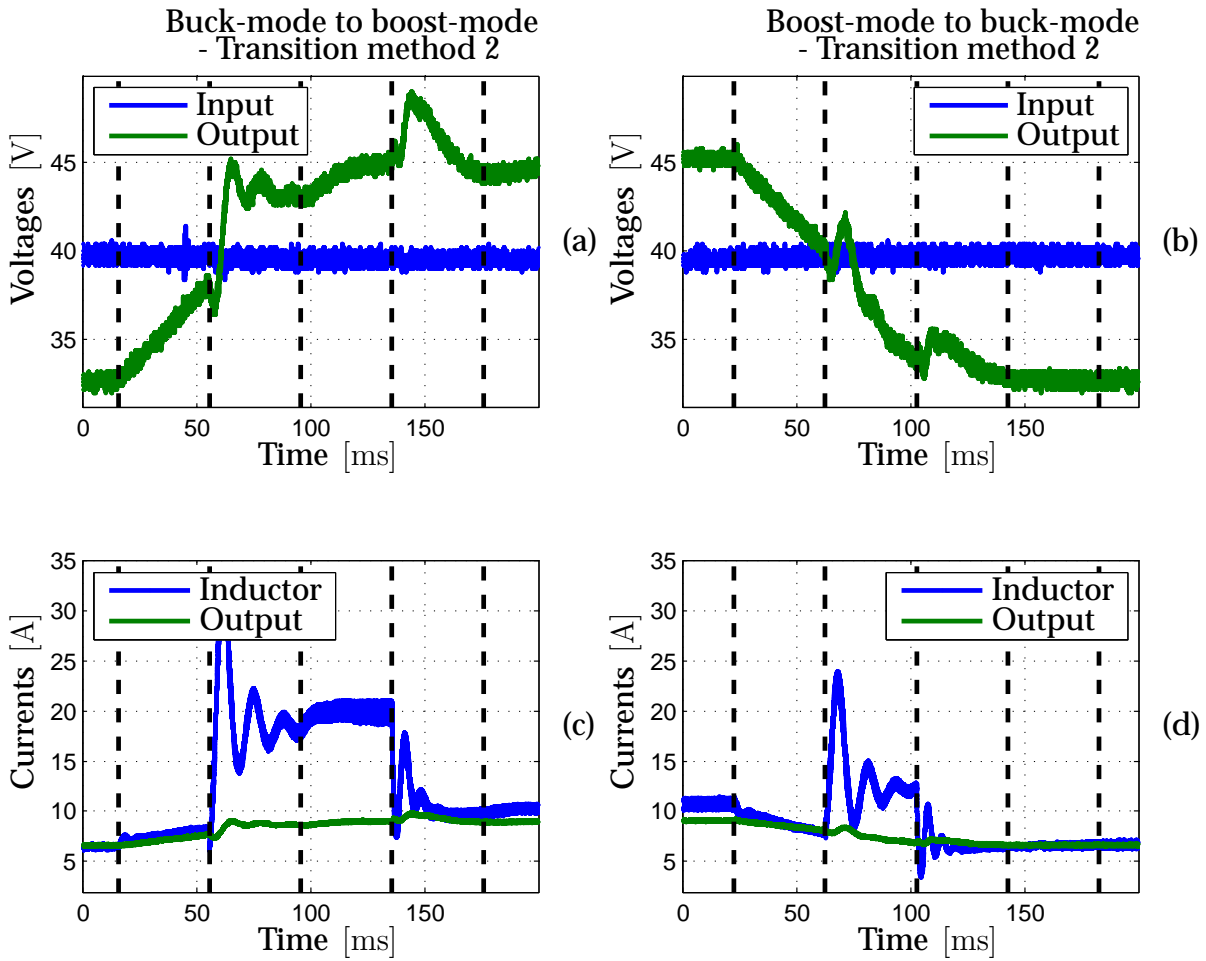 Buck-mode to boost-mode
- Transition method 2
Boost-mode to buck-mode
- Transition method 2
Input
Output
Voltages [V]
45
40
35
0 50 100 150
Time [ms]
(a)
Input
Output
Voltages [V]
45
40
35
0 50 100 150
Time [ms]
(b)
Inductor
Output
Currents [A]
35
30
25
20
15
10
5
0 50 100 150
Time [ms]
(c)
Inductor
Output
Currents [A]
35
30
25
20
15
10
5
0 50 100 150
Time [ms]
(d)